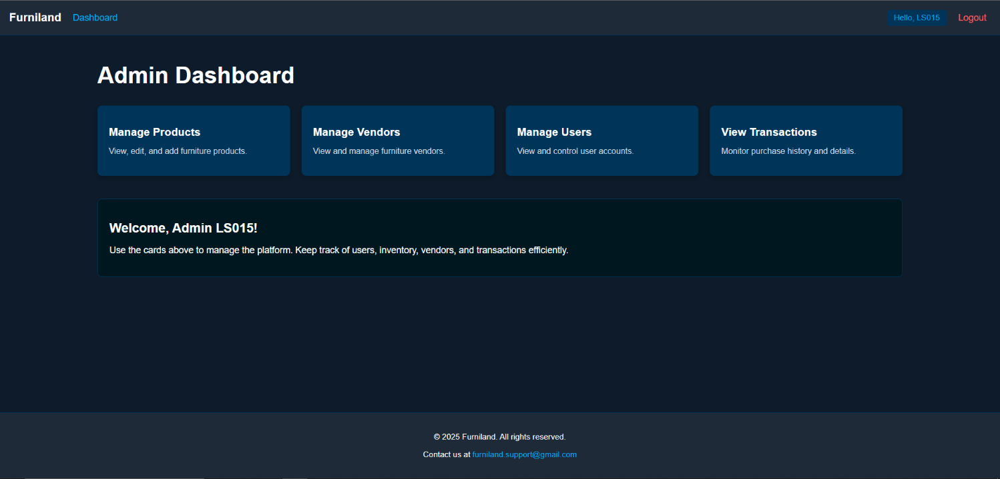 Furniland Dashboard Hello, LS015 Logout
Admin Dashboard
Manage Products
View, edit, and add furniture products.
Manage Vendors
View and manage furniture vendors.
Manage Users
View and control user accounts.
View Transactions
Monitor purchase history and details.
Welcome, Admin LS015!
Use the cards above to manage the platform. Keep track of users, inventory, vendors, and transactions efficiently.
© 2025 Furniland. All rights reserved.
Contact us at furniland.support@gmail.com